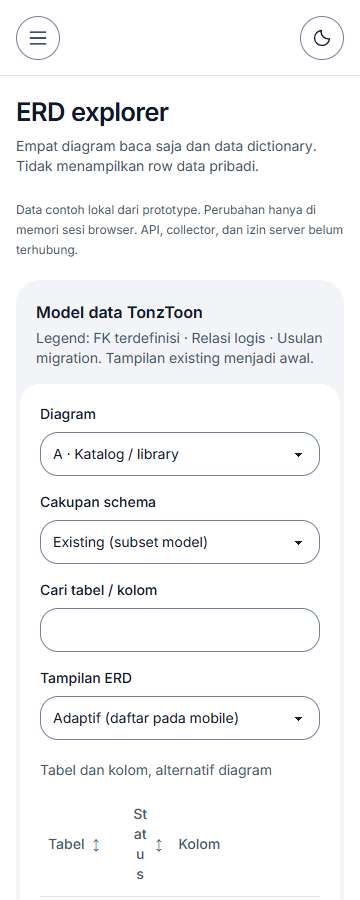 ERD explorer
Empat diagram baca saja dan data dictionary.
Tidak menampilkan row data pribadi.
Data contoh lokal dari prototype. Perubahan hanya di
memori sesi browser. API, collector, dan izin server belum
terhubung.
Model data TonzToon
Legend: FK terdefinisi · Relasi logis · Usulan
migration. Tampilan existing menjadi awal.
Diagram
A · Katalog / library
Cakupan schema
Existing (subset model)
Cari tabel / kolom
Tampilan ERD
Adaptif (daftar pada mobile)
Tabel dan kolom, alternatif diagram
St
at
Tabel ↕ u ↕ Kolom
s